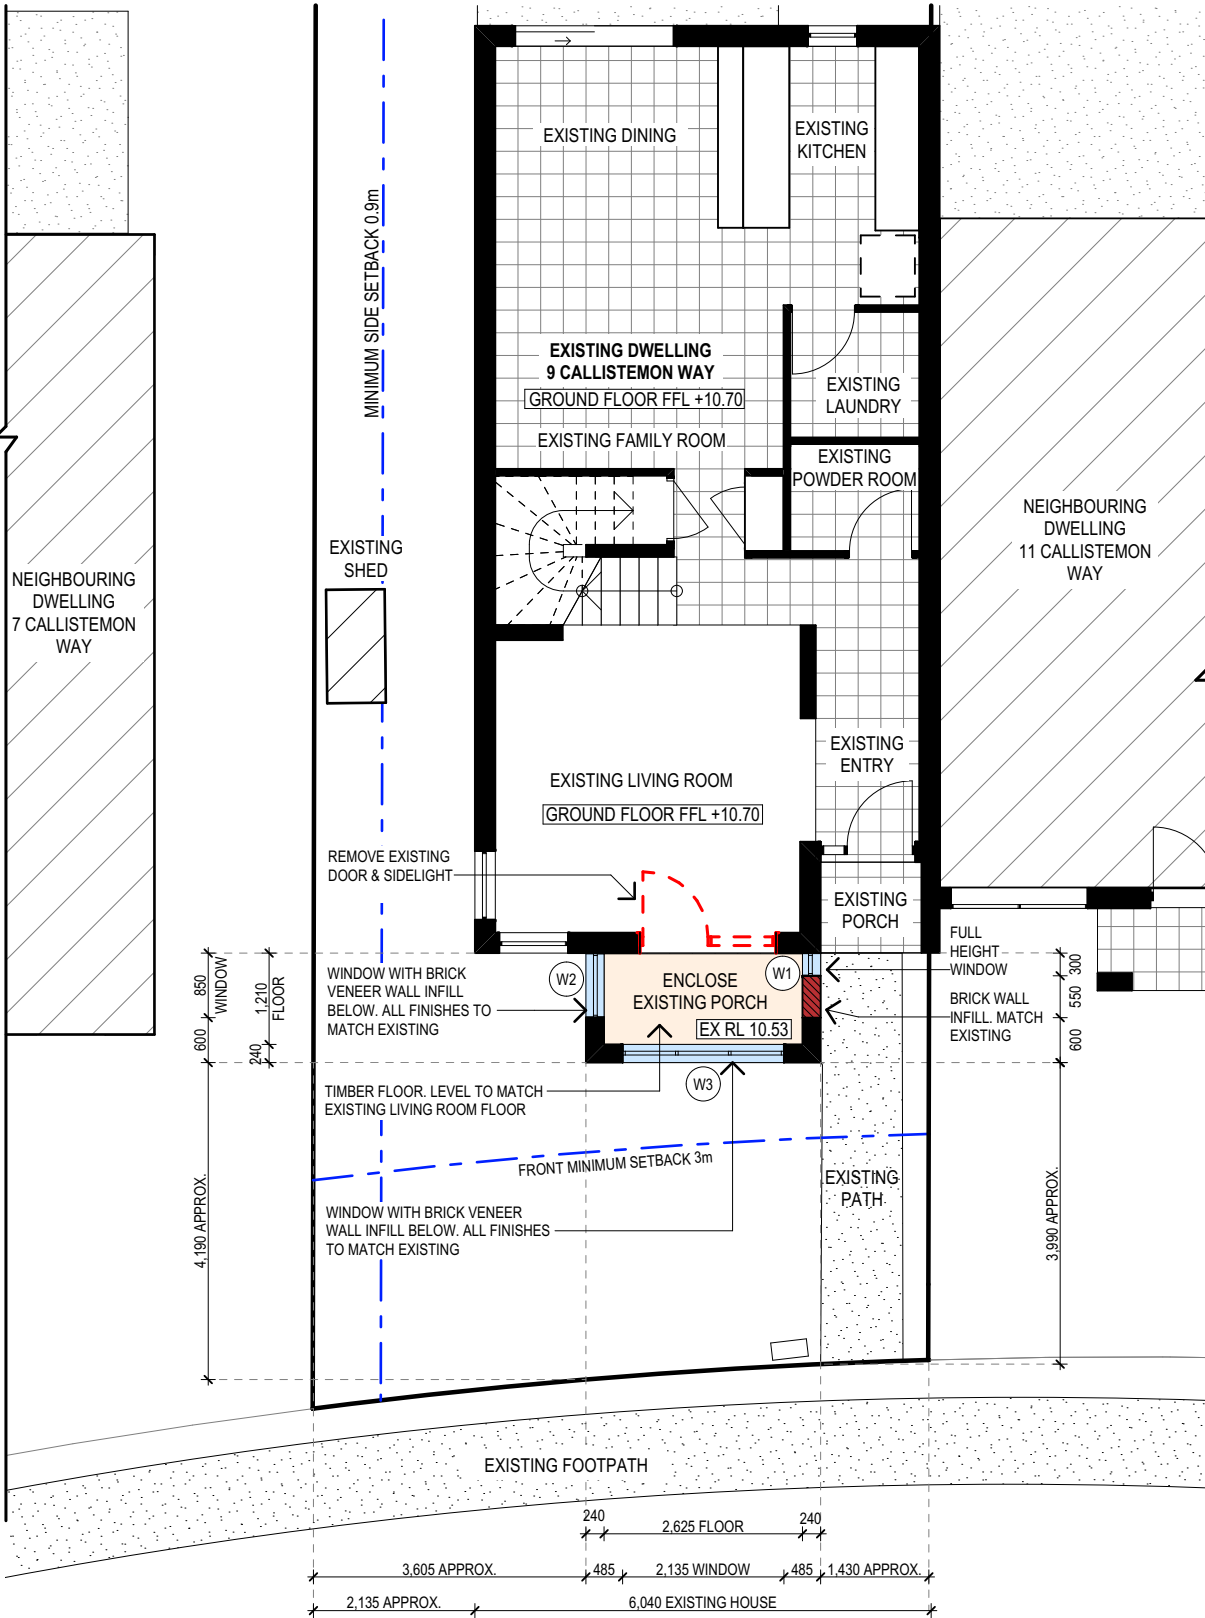 EXISTING DINING
EXISTING
KITCHEN
MINIMUM SIDE SETBACK 0.9m
EXISTING DWELLING
9 CALLISTEMON WAY
GROUND FLOOR FFL +10.70
EXISTING
LAUNDRY
EXISTING FAMILY ROOM
EXISTING
POWDER ROOM
NEIGHBOURING
DWELLING
11 CALLISTEMON
WAY
EXISTING
SHED
NEIGHBOURING
DWELLING
7 CALLISTEMON
WAY
EXISTING
ENTRY
EXISTING LIVING ROOM
GROUND FLOOR FFL +10.70
REMOVE EXISTING
DOOR & SIDELIGHT
EXISTING
PORCH
FULL
HEIGHT
WINDOW
850
WINDOW
1,210
FLOOR
600
240
WINDOW WITH BRICK
VENEER WALL INFILL
BELOW. ALL FINISHES TO
MATCH EXISTING
W2
ENCLOSE
EXISTING PORCH
W1
EX RL 10.53
BRICK WALL
INFILL. MATCH
EXISTING
300
550
600
TIMBER FLOOR. LEVEL TO MATCH
EXISTING LIVING ROOM FLOOR
W3
FRONT MINIMUM SETBACK 3m
EXISTING
PATH
4,190 APPROX.
3,990 APPROX.
WINDOW WITH BRICK VENEER
WALL INFILL BELOW. ALL FINISHES
TO MATCH EXISTING
EXISTING FOOTPATH
240
2,625 FLOOR
240
3,605 APPROX.
485
2,135 WINDOW
485
1,430 APPROX.
2,135 APPROX.
6,040 EXISTING HOUSE